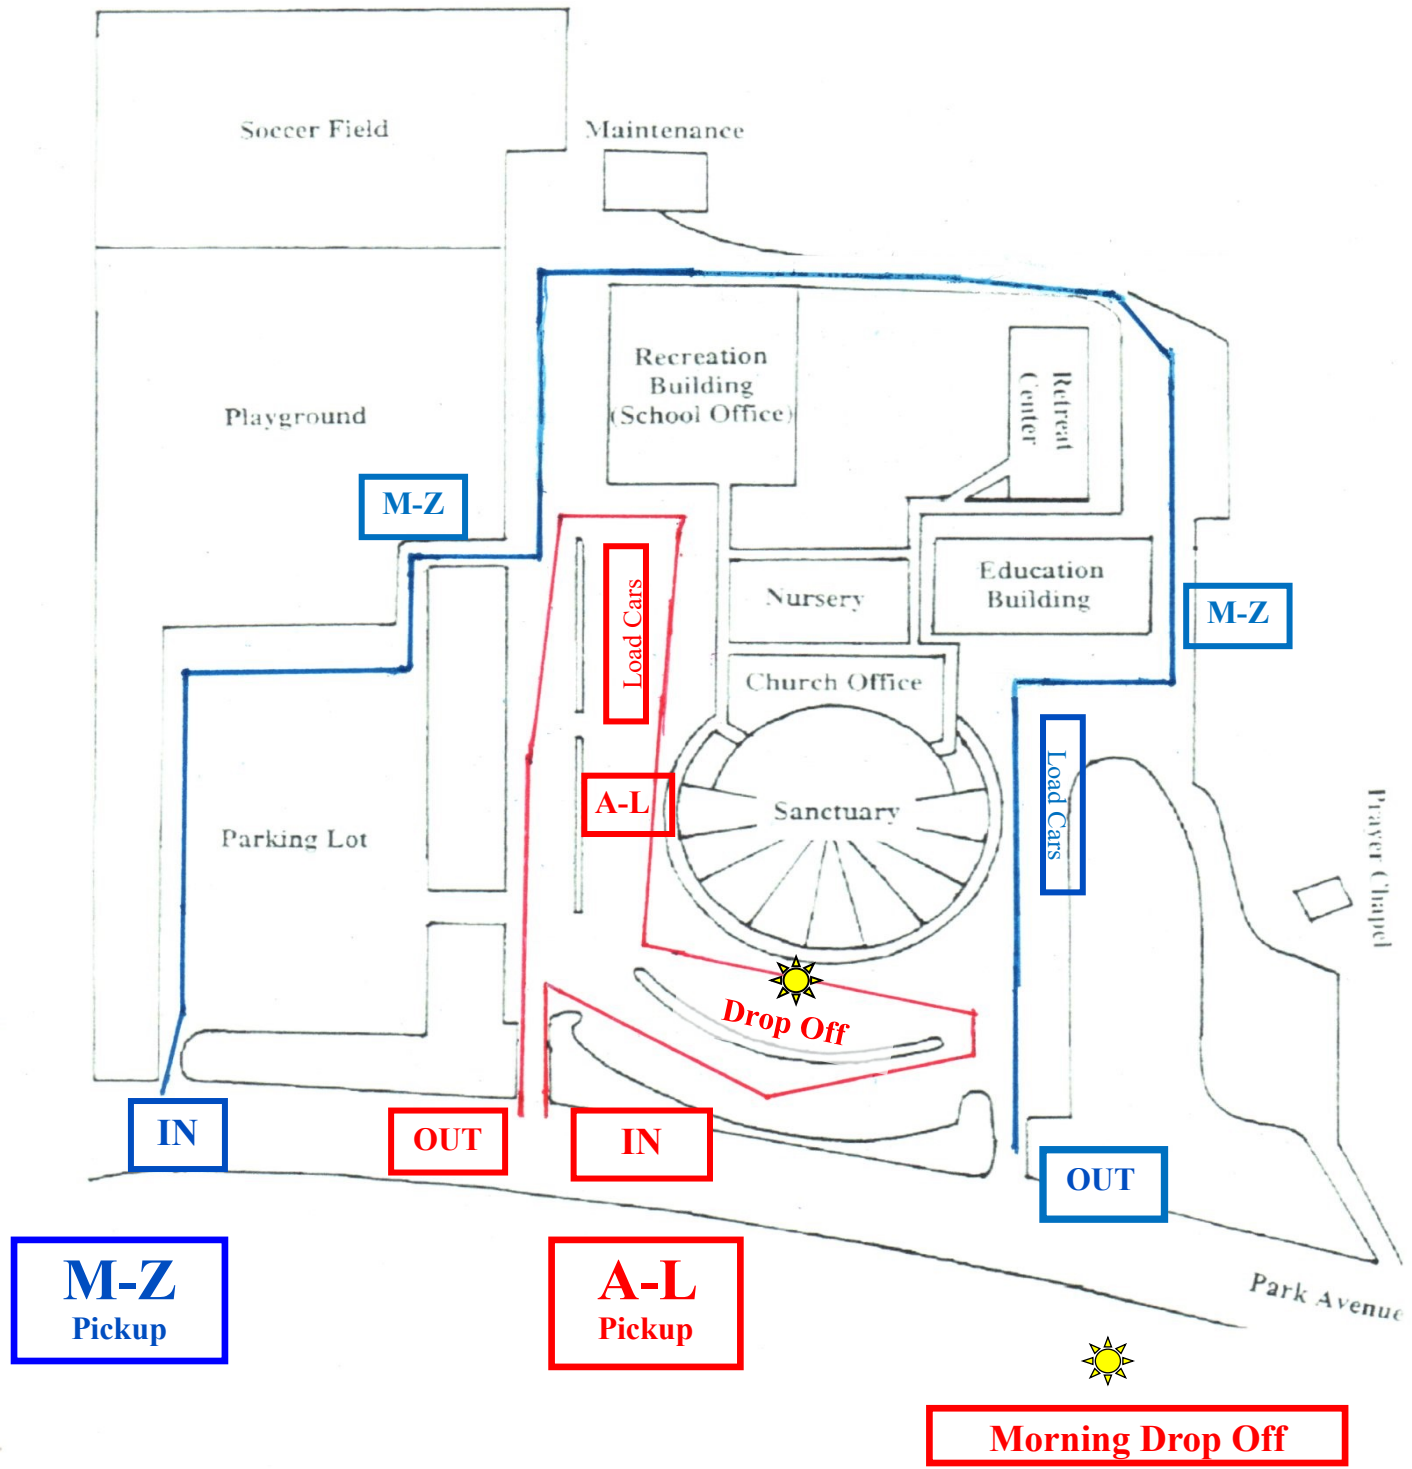 Soccer Field
Maintenance
Recreation
Building
(School Office)
Retreat
Center
Playground
M-Z
Load Cars
Nursery
Education
Building
M-Z
Church Office
A-L
Sanctuary
Load Cars
Parking Lot
Prayer Chapel
Drop Off
IN
OUT
IN
OUT
M-Z
Pickup
A-L
Pickup
Park Avenue
Morning Drop Off